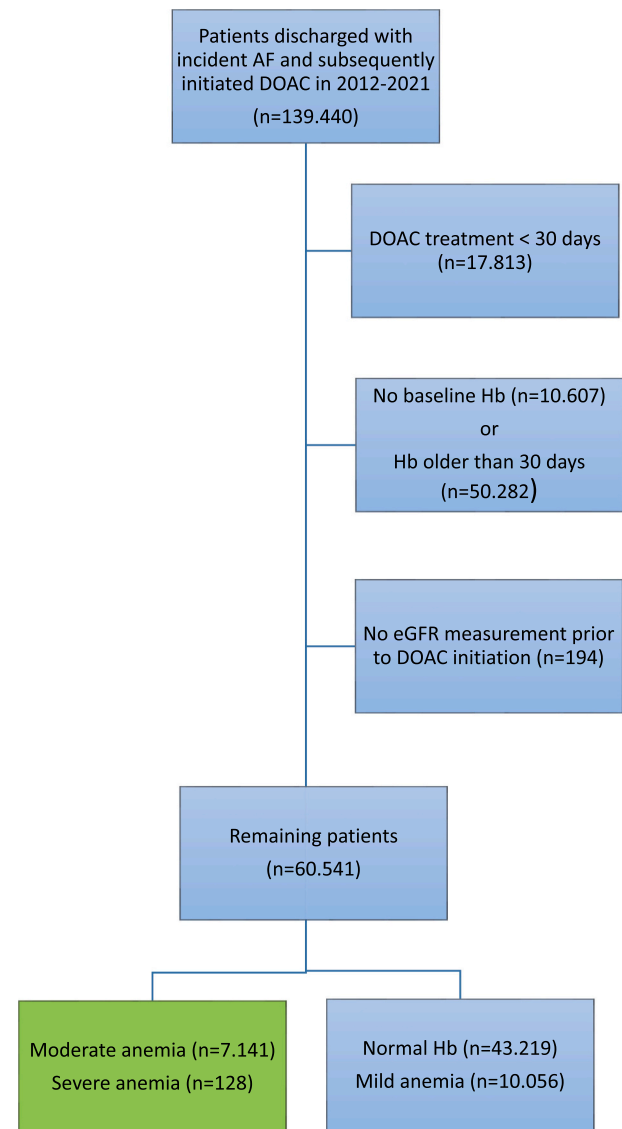 Patients discharged with
incident AF and subsequently
initiated DOAC in 2012-2021
(n=139.440)
DOAC treatment < 30 days
(n=17.813)
No baseline Hb (n=10.607)
or
Hb older than 30 days
(n=50.282)
No eGFR measurement prior
to DOAC initiation (n=194)
Remaining patients
(n=60.541)
Moderate anemia (n=7.141)
Severe anemia (n=128)
Normal Hb (n=43.219)
Mild anemia (n=10.056)